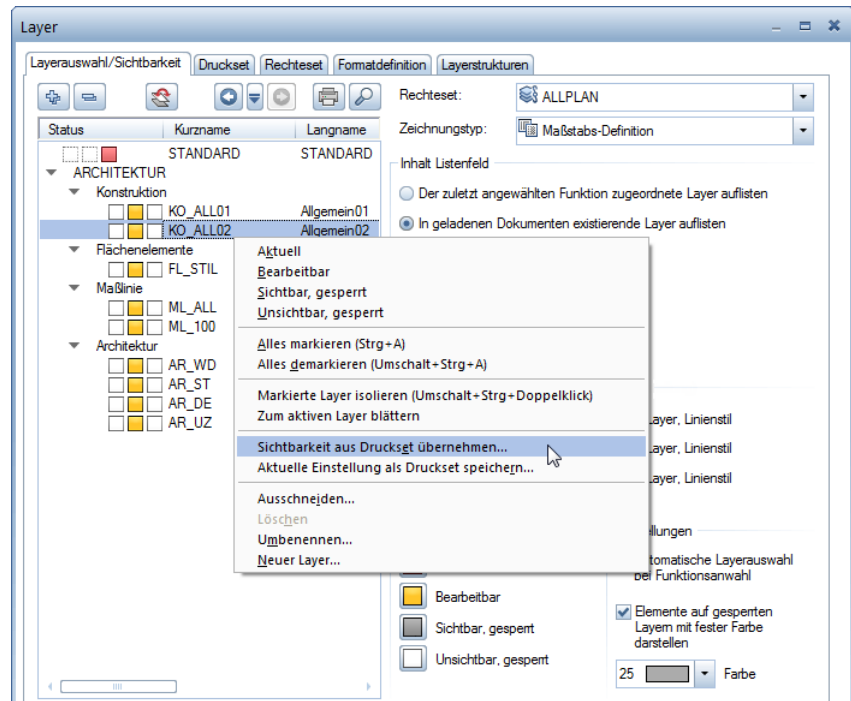 Layer
Layerauswahl/Sichtbarkeit Druckset Rechteset Formatdefinition Layerstrukturen
Rechteset: ALLPLAN
Status Kurzname Langname
Zeichnungstyp: Maßstabs-Definition
STANDARD STANDARD
Inhalt Listenfeld
ARCHITEKTUR
Konstruktion
Der zuletzt angewählten Funktion zugeordnete Layer auflisten
KO_ALL01 Allgemein01
In geladenen Dokumenten existierende Layer auflisten
KO_ALL02 Allgemein02
Flächenelemente
FL_STIL
Maßlinie
ML_ALL
ML_100
Architektur
AR_WD
AR_ST
AR_DE
AR_UZ
Aktuell
Bearbeitbar
Sichtbar, gesperrt
Unsichtbar, gesperrt
Alles markieren (Strg+A)
Alles demarkieren (Umschalt+Strg+A)
Markierte Layer isolieren (Umschalt+Strg+Doppelklick)
Zum aktiven Layer blättern
Sichtbarkeit aus Druckset übernehmen...
Aktuelle Einstellung als Druckset speichern...
Ausschneiden...
Löschen
Umbenennen...
Neuer Layer...
Layer, Linienstil
Layer, Linienstil
Layer, Linienstil
llungen
tomatische Layerauswahl
bei Funktionsanwahl
Bearbeitbar
Sichtbar, gesperrt
Unsichtbar, gesperrt
Elemente auf gesperrten
Layern mit fester Farbe
darstellen
25 Farbe